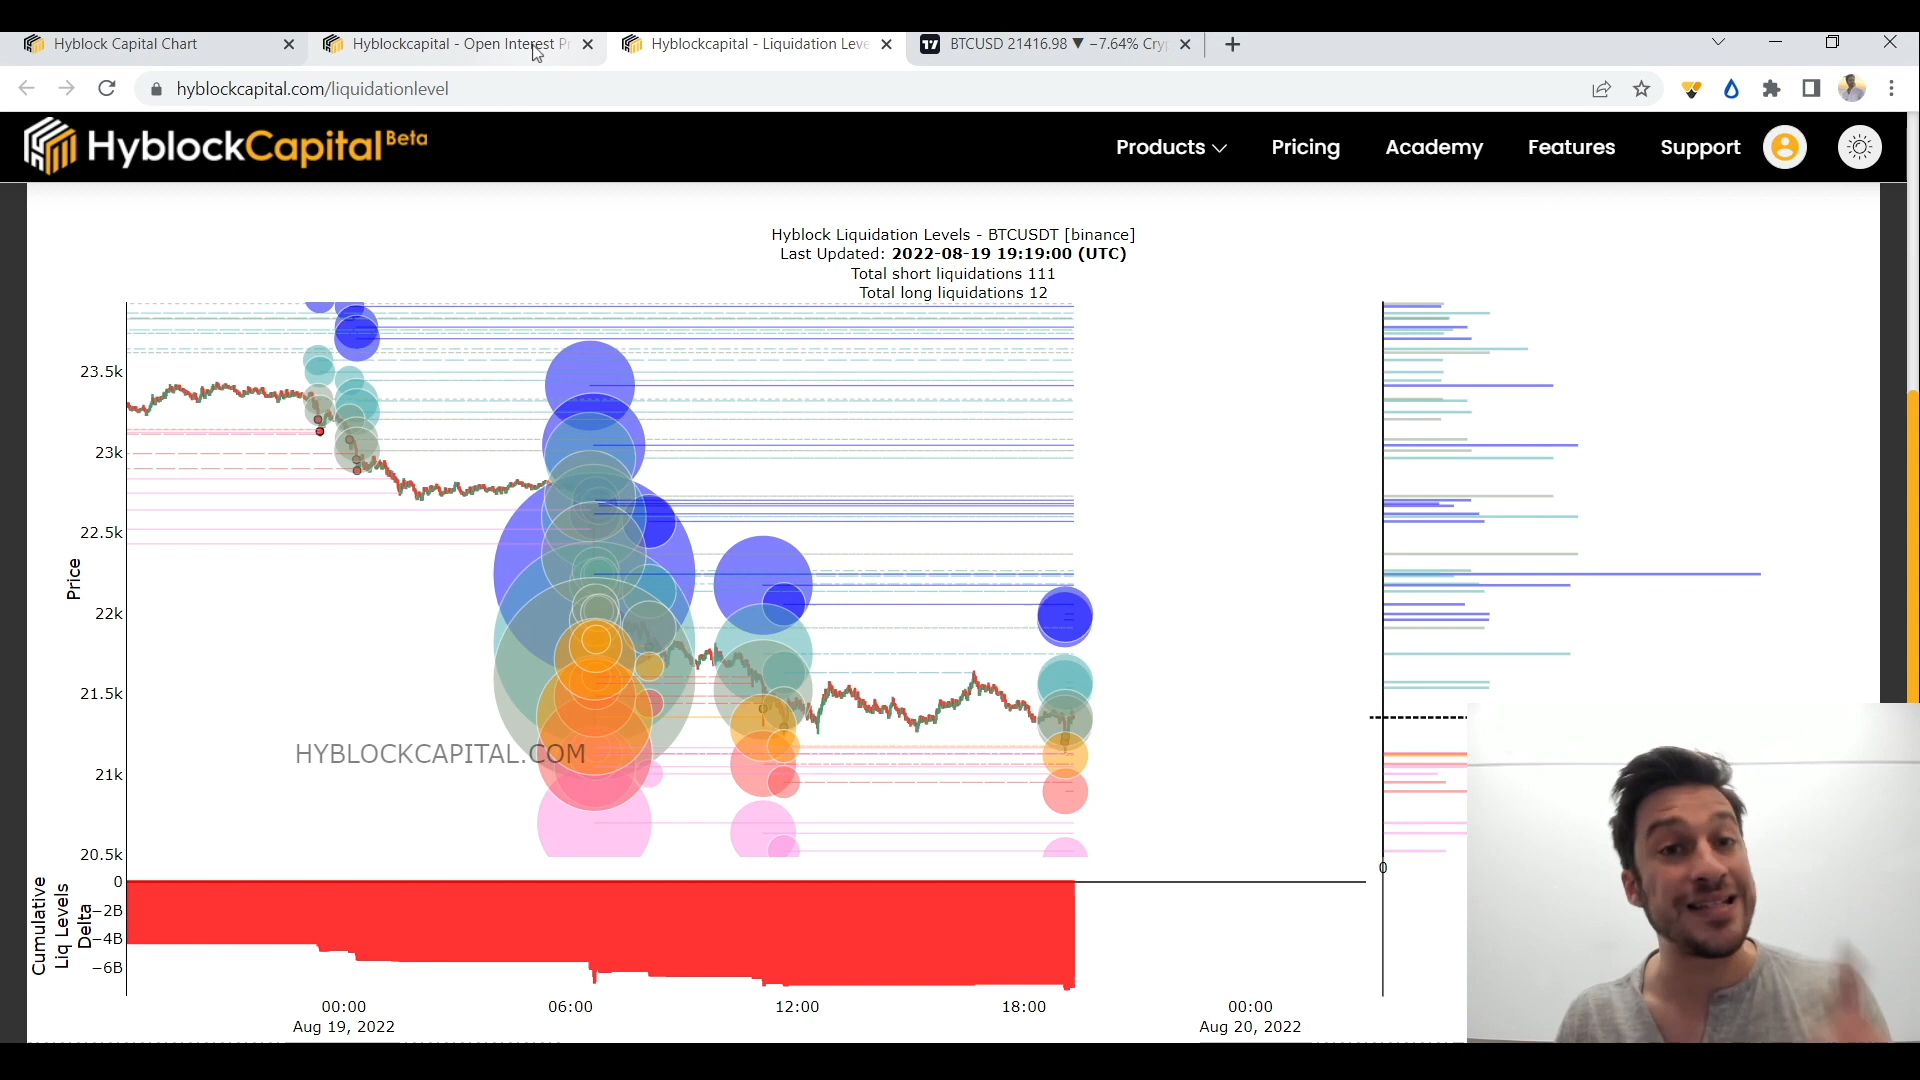 Hyblock Capital Chart
Hyblockcapital - Open Interest P
Hyblockcapital - Liquidation Leve
BTCUSD 21416.98 ▼ −7.64% Cry
hyblockcapital.com/liquidationlevel
HyblockCapital Beta
Products
Pricing
Academy
Features
Support
Hyblock Liquidation Levels - BTCUSDT [binance]
Last Updated: 2022-08-19 19:19:00 (UTC)
Total short liquidations 111
Total long liquidations 12
23.5k
23k
22.5k
22k
21.5k
21k
20.5k
Price
HYBLOCKCAPITAL.COM
0
0
−2B
−4B
−6B
Cumulative
Liq Levels
Delta
00:00
06:00
12:00
18:00
00:00
Aug 19, 2022
Aug 20, 2022